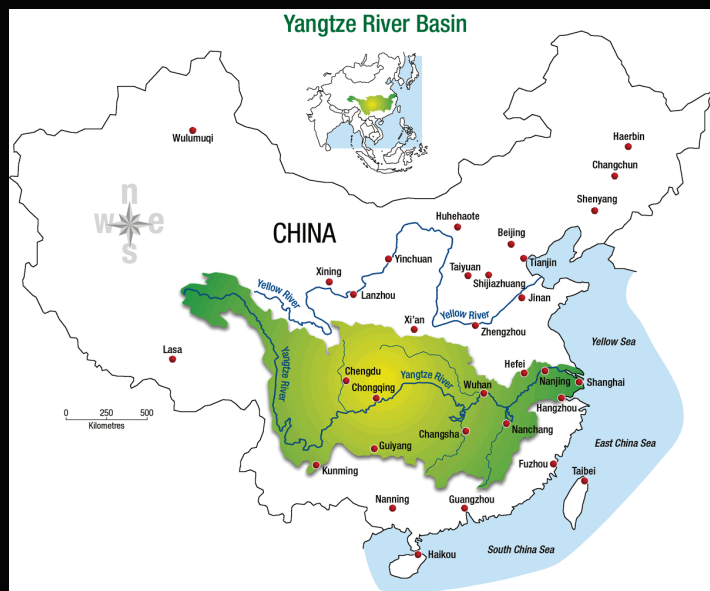 Yangtze River Basin
Wulumuqi
Haerbin
Changchun
Shenyang
n
w e
s
CHINA
Huhehaote
Beijing
Tianjin
Yinchuan
Taiyuan
Shijiazhuang
Xining
Lanzhou
Jinan
Yellow River
Yellow River
Xi'an
Zhengzhou
Yellow Sea
Lasa
Yangtze River
Chengdu
Chongqing
Yangtze River
Wuhan
Hefei
Nanjing
Shanghai
Hangzhou
0 250 500
Kilometres
Changsha
Nanchang
East China Sea
Guiyang
Kunming
Fuzhou
Taibei
Nanning
Guangzhou
South China Sea
Haikou